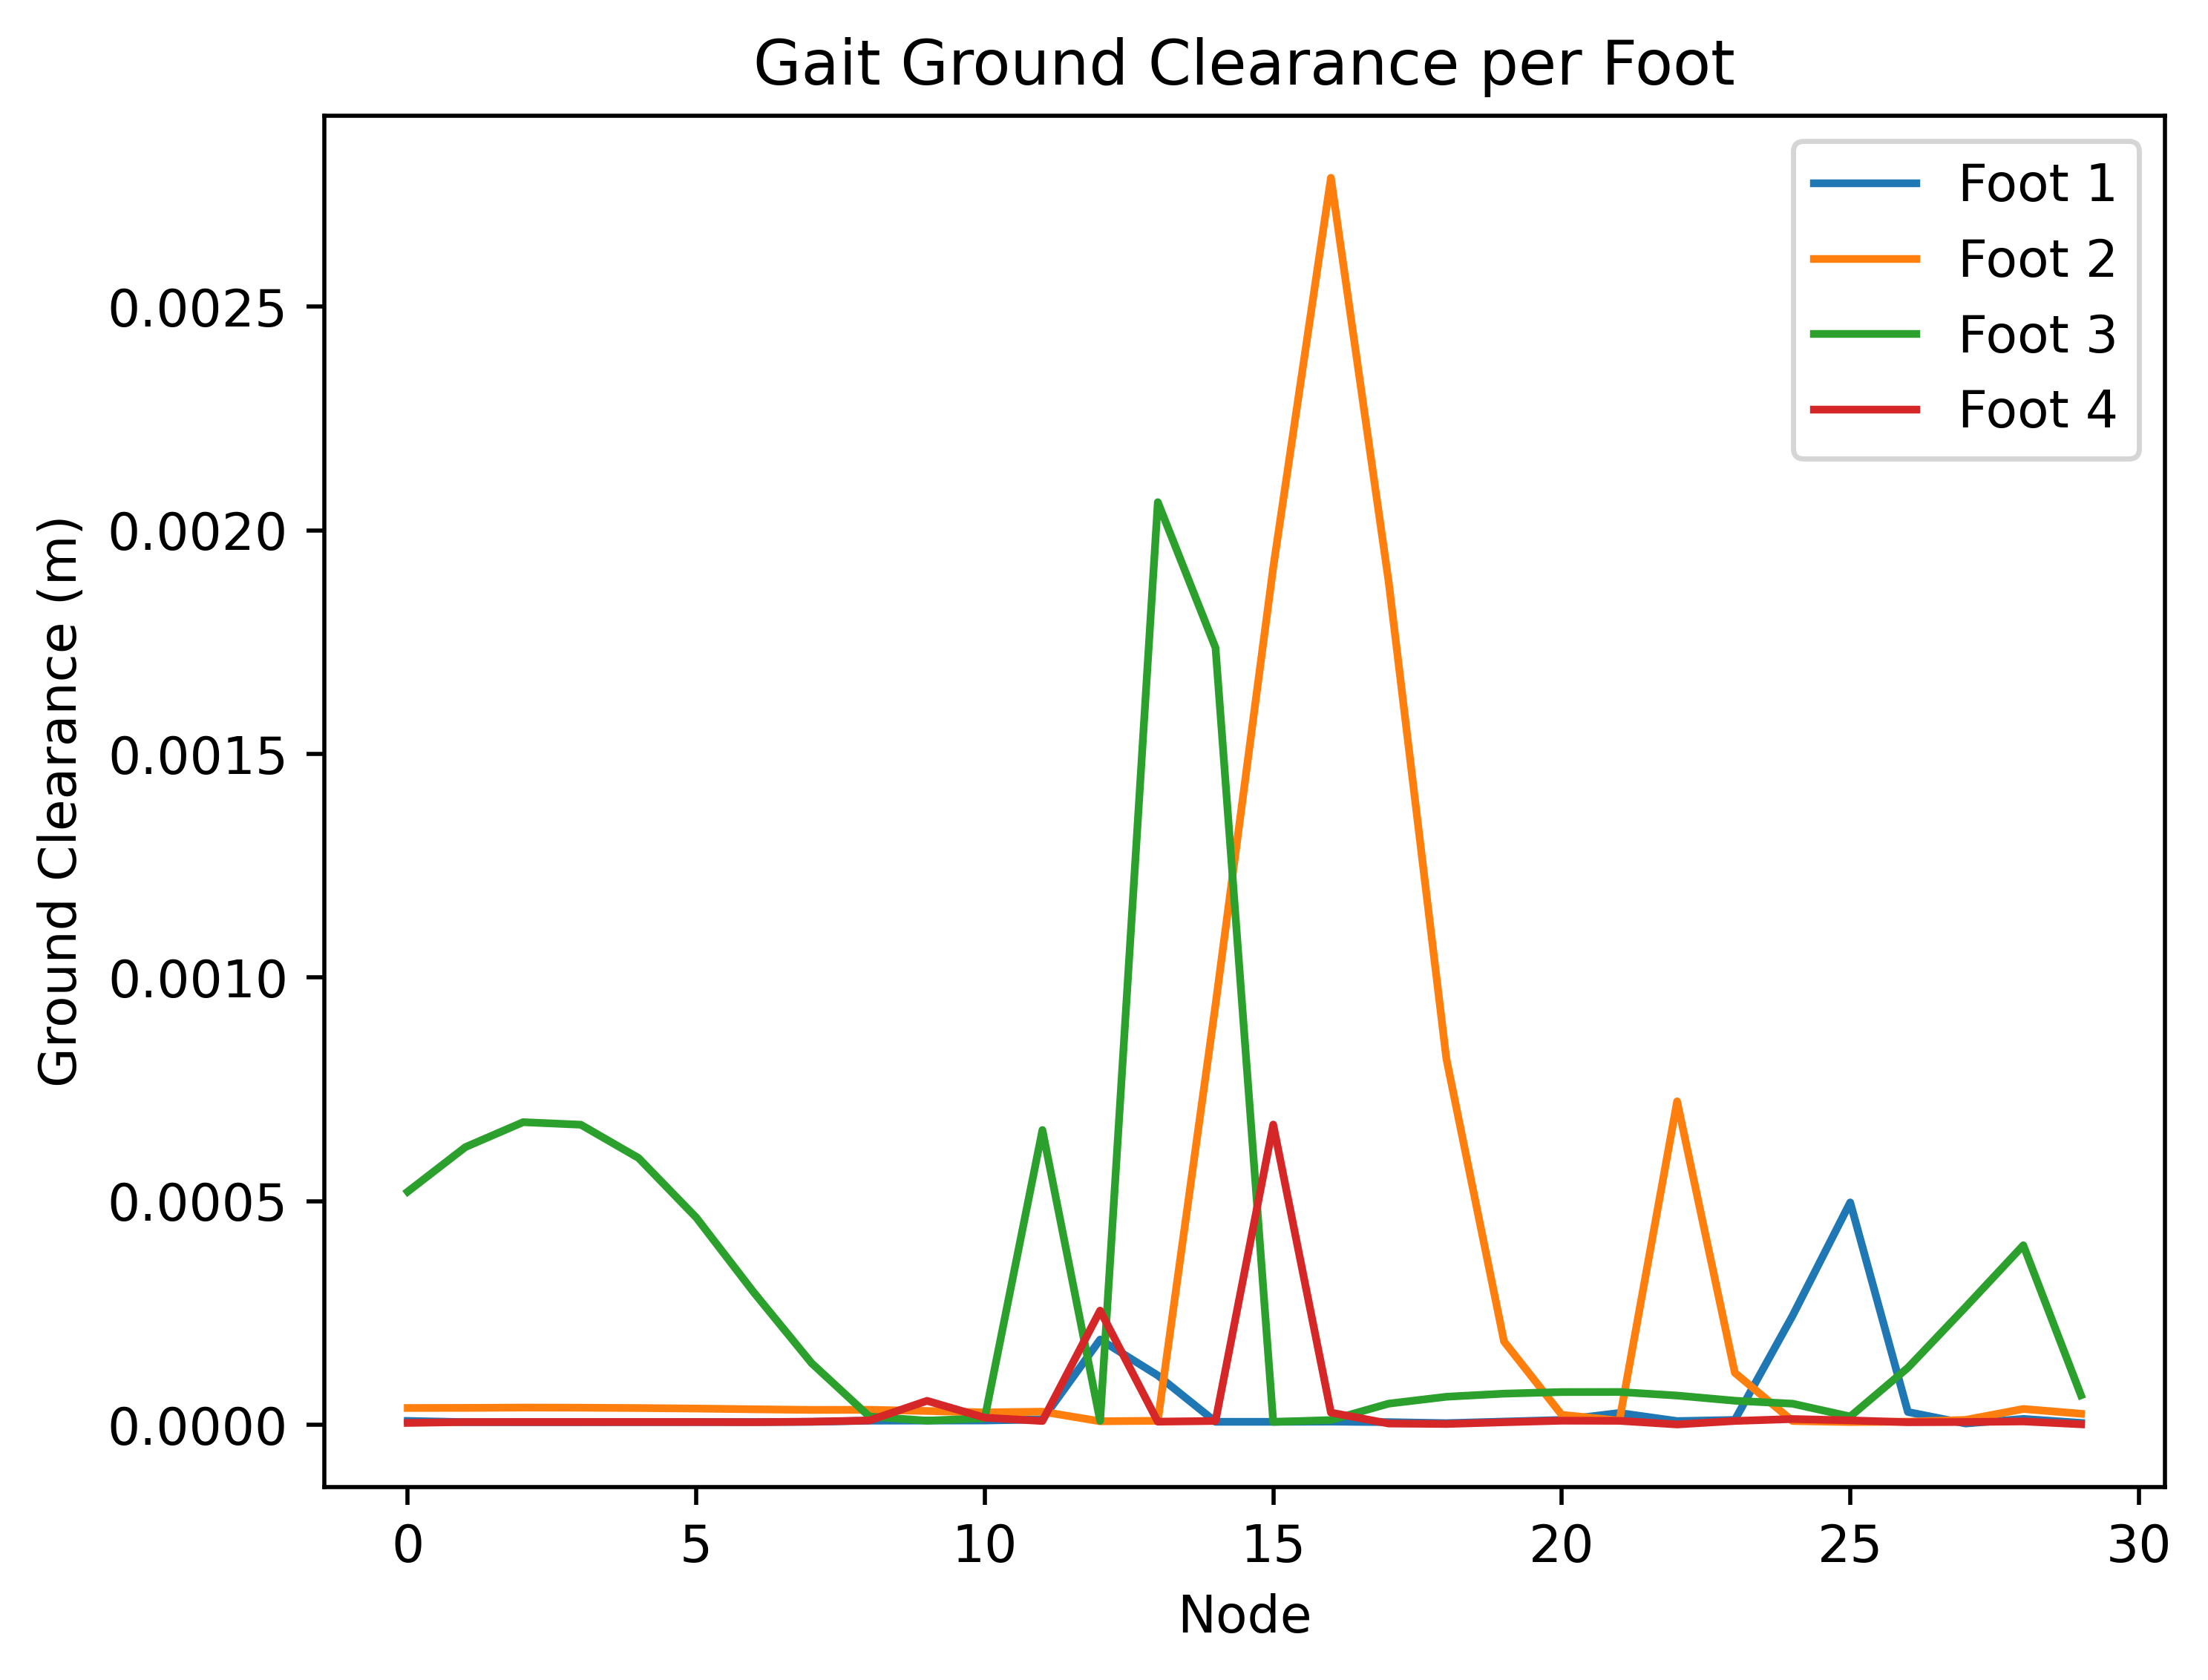 Gait Ground Clearance per Foot
Foot 1
Foot 2
Foot 3
Foot 4
Ground Clearance (m)
0.0025
0.0020
0.0015
0.0010
0.0005
0.0000
0 5 10 15 20 25 30
Node